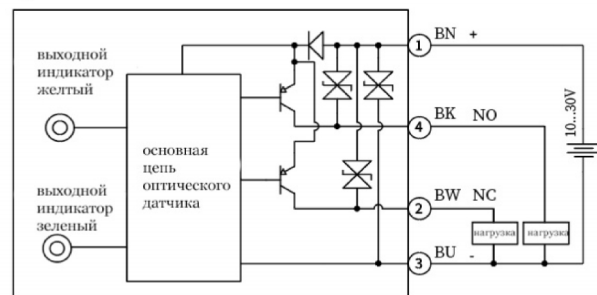 выходной
индикатор
желтый
выходной
индикатор
зеленый
основная
цепь
оптического
датчика
1 BN +
4 BK NO
2 BW NC
3 BU -
нагрузка нагрузка
10...30V